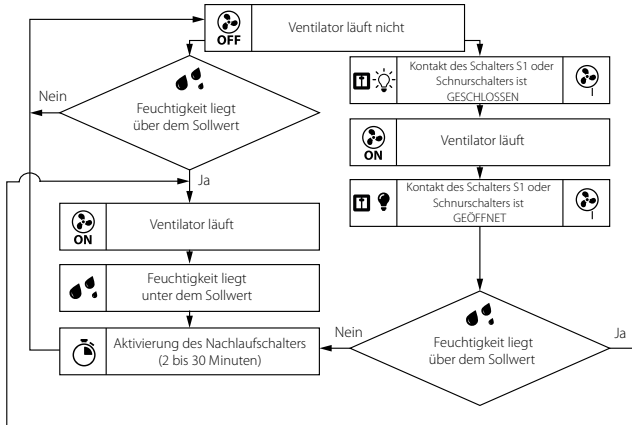 OFF
Ventilator läuft nicht
Nein
Feuchtigkeit liegt
über dem Sollwert
Ja
ON
Ventilator läuft
Feuchtigkeit liegt
unter dem Sollwert
Aktivierung des Nachlaufschalters
(2 bis 30 Minuten)
Kontakt des Schalters S1 oder
Schnurschalters ist
GESCHLOSSEN
ON
Ventilator läuft
Kontakt des Schalters S1 oder
Schnurschalters ist
GEÖFFNET
Nein
Feuchtigkeit liegt
über dem Sollwert
Ja